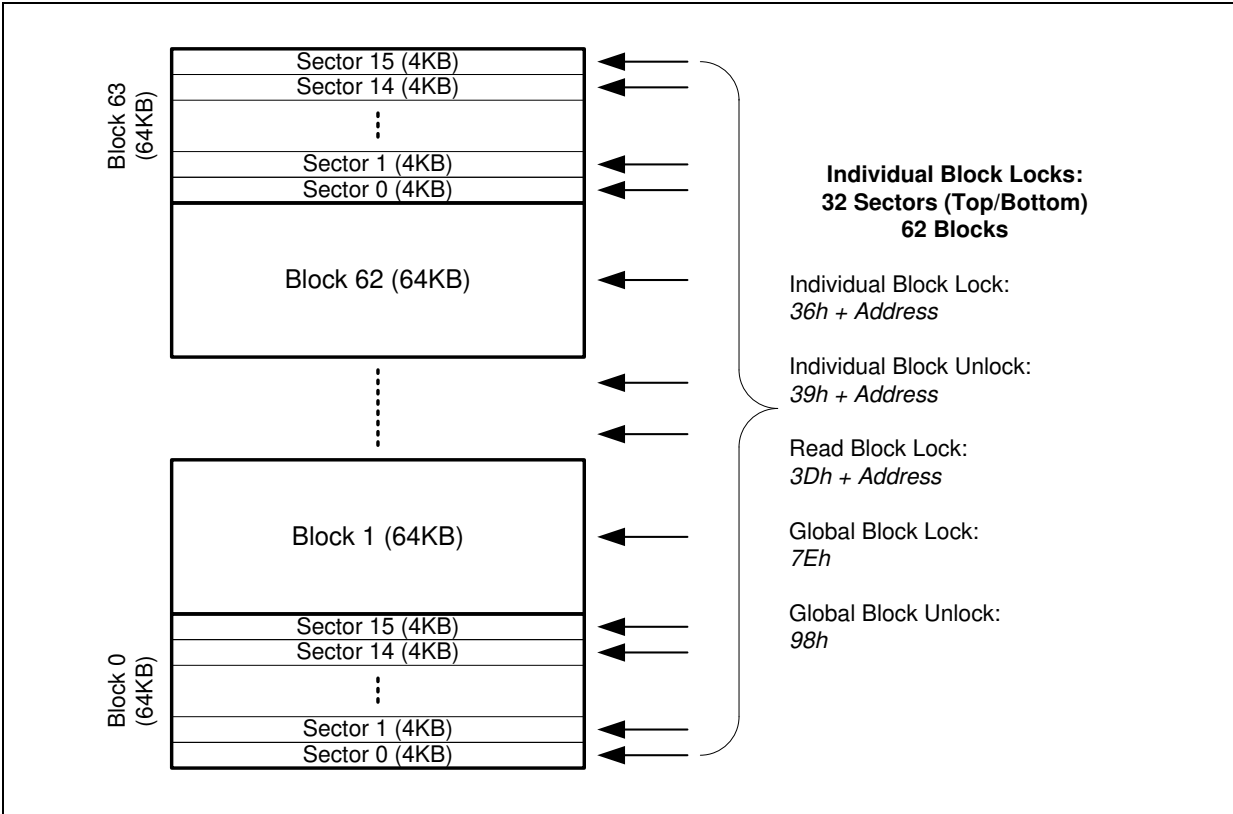 Block 63
(64KB)
Sector 15 (4KB)
Sector 14 (4KB)
Sector 1 (4KB)
Sector 0 (4KB)
Block 62 (64KB)
Block 1 (64KB)
Block 0
(64KB)
Sector 15 (4KB)
Sector 14 (4KB)
Sector 1 (4KB)
Sector 0 (4KB)
Individual Block Locks:
32 Sectors (Top/Bottom)
62 Blocks
Individual Block Lock:
36h + Address
Individual Block Unlock:
39h + Address
Read Block Lock:
3Dh + Address
Global Block Lock:
7Eh
Global Block Unlock:
98h